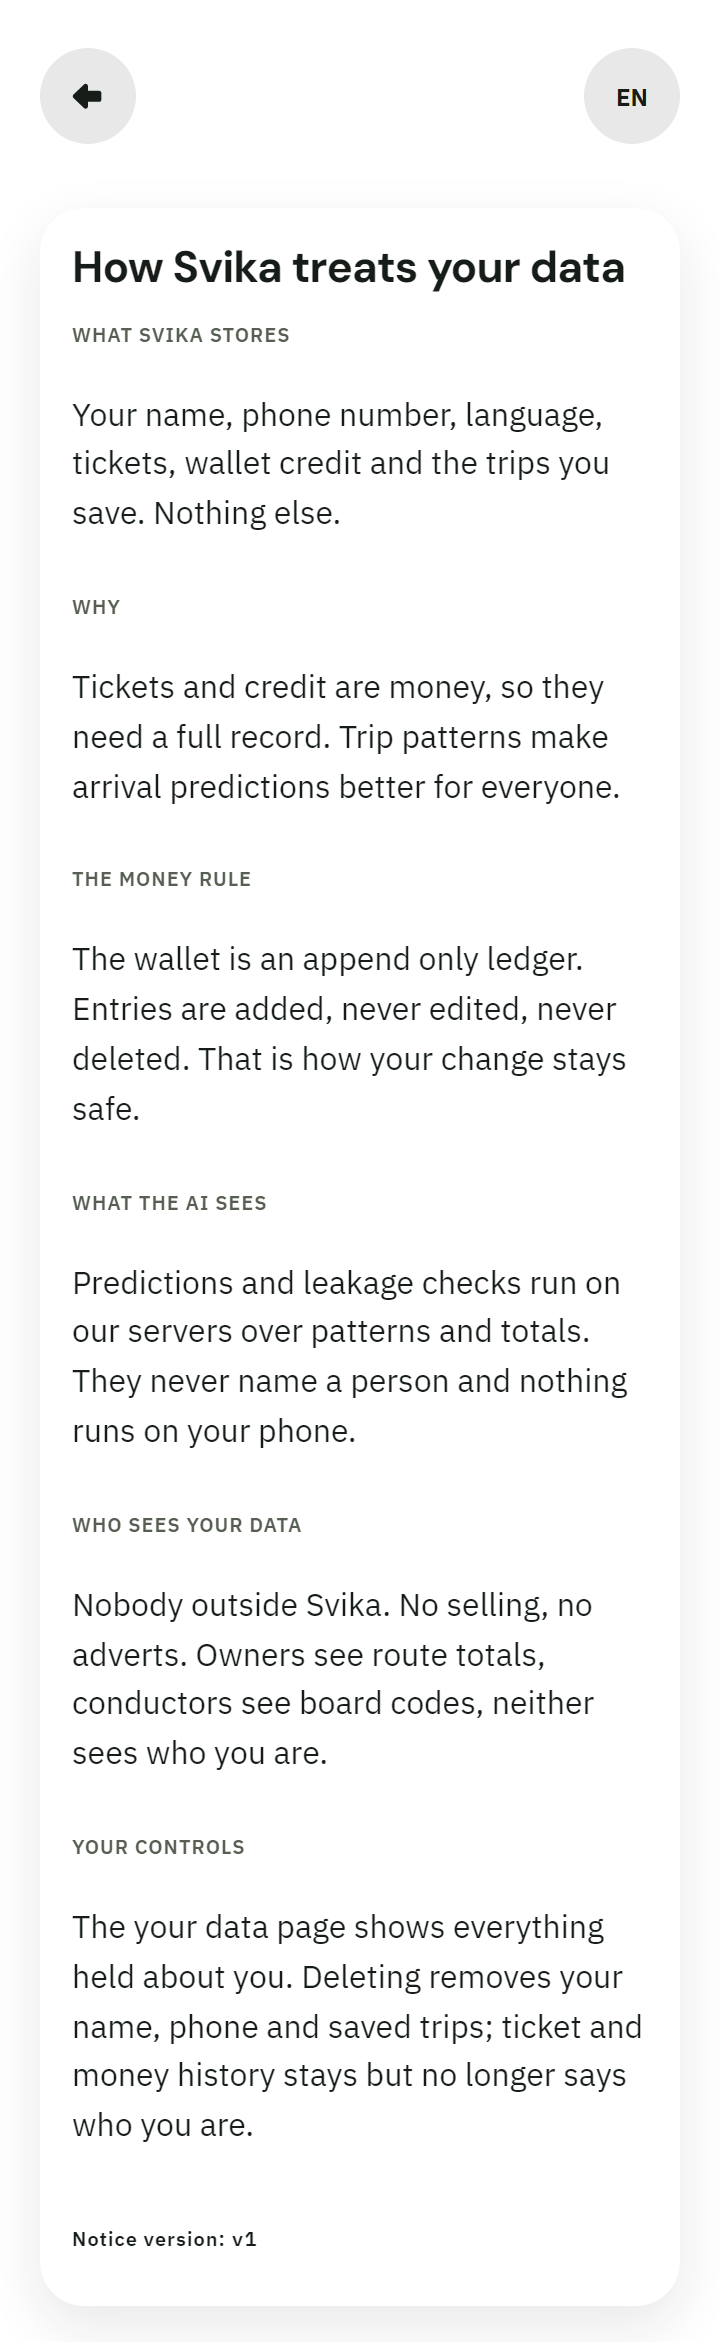 EN
How Svika treats your data
WHAT SVIKA STORES
Your name, phone number, language,
tickets, wallet credit and the trips you
save. Nothing else.
WHY
Tickets and credit are money, so they
need a full record. Trip patterns make
arrival predictions better for everyone.
THE MONEY RULE
The wallet is an append only ledger.
Entries are added, never edited, never
deleted. That is how your change stays
safe.
WHAT THE AI SEES
Predictions and leakage checks run on
our servers over patterns and totals.
They never name a person and nothing
runs on your phone.
WHO SEES YOUR DATA
Nobody outside Svika. No selling, no
adverts. Owners see route totals,
conductors see board codes, neither
sees who you are.
YOUR CONTROLS
The your data page shows everything
held about you. Deleting removes your
name, phone and saved trips; ticket and
money history stays but no longer says
who you are.
Notice version: v1